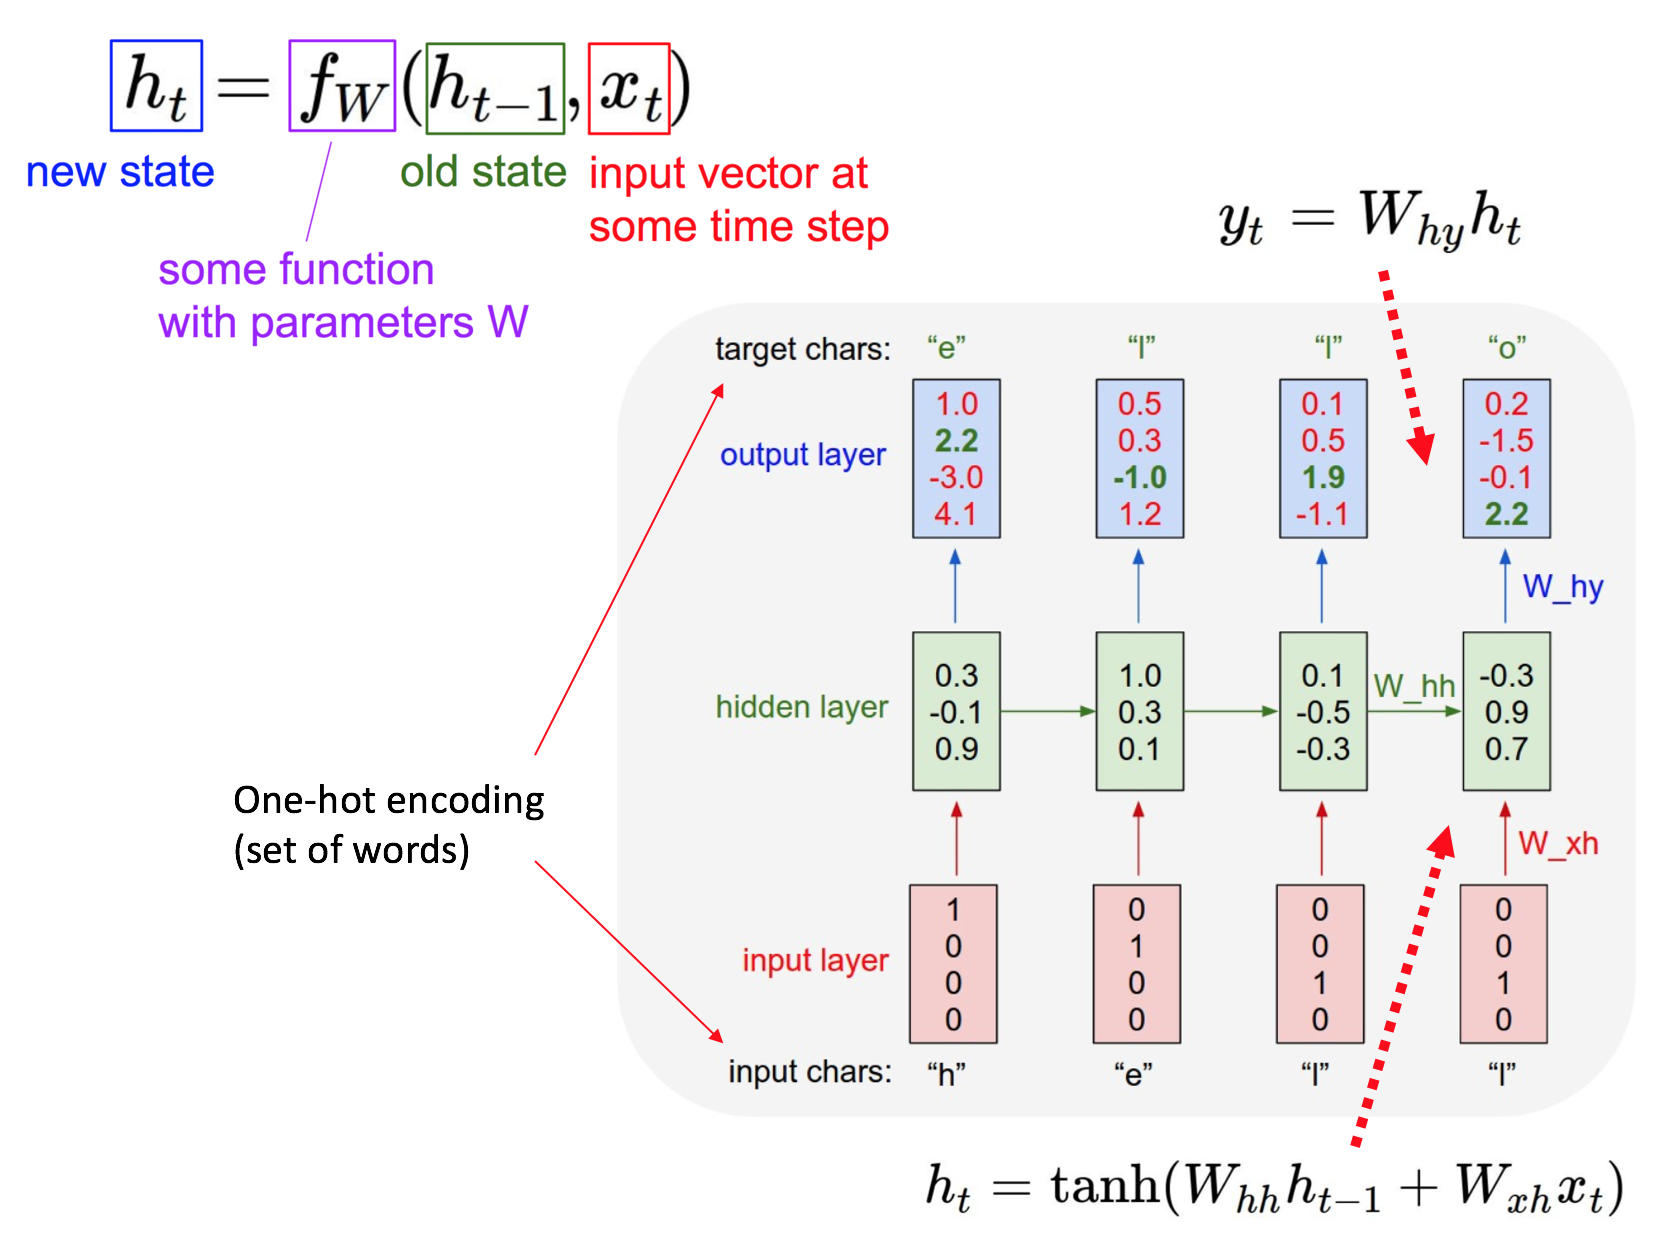 h_t = f_W(h_{t−1}, x_t)
new state
old state
input vector at
some time step
some function
with parameters W
y_t = W_{hy}h_t
target chars: “e” “l” “l” “o”
output layer
1.0 0.5 0.1 0.2
2.2 0.3 0.5 -1.5
-3.0 -1.0 1.9 -0.1
4.1 1.2 -1.1 2.2
W_hy
hidden layer
0.3 1.0 0.1 -0.3
-0.1 0.3 -0.5 0.9
0.9 0.1 -0.3 0.7
W_hh
One-hot encoding
(set of words)
W_xh
input layer
1 0 0 0
0 1 0 0
0 0 1 1
0 0 0 0
input chars: “h” “e” “l” “l”
h_t = tanh(W_{hh}h_{t−1} + W_{xh}x_t)